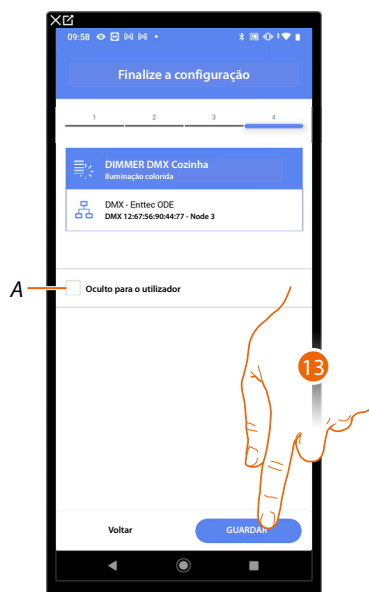 09:58
Finalize a configuração
1 2 3 4
DIMMER DMX Cozinha
Iluminação colorida
DMX - Enttec ODE
DMX 12:67:56:90:44:77 - Node 3
A
Oculto para o utilizador
13
Voltar
GUARDAR